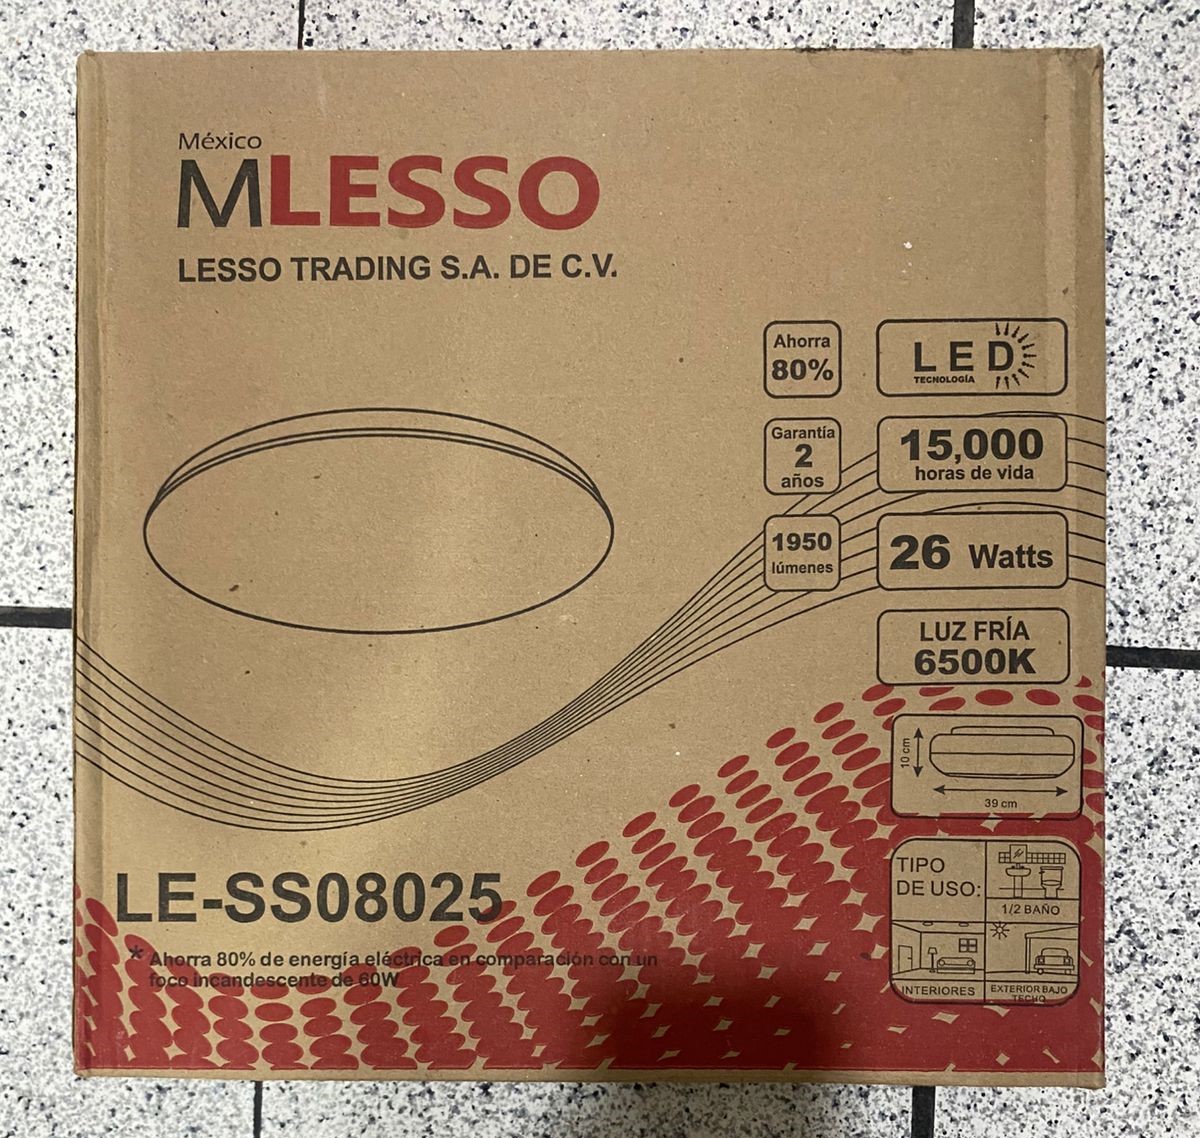 México
MLESSO
LESSO TRADING S.A. DE C.V.
Ahorra
80%
LED
TECNOLOGÍA
Garantía
2
años
15,000
horas de vida
1950
lúmenes
26 Watts
LUZ FRÍA
6500K
10 cm
39 cm
TIPO
DE USO:
1/2 BAÑO
INTERIORES
EXTERIOR BAJO
TECHO
LE-SS08025
* Ahorra 80% de energía eléctrica en comparación con un
foco incandescente de 60W